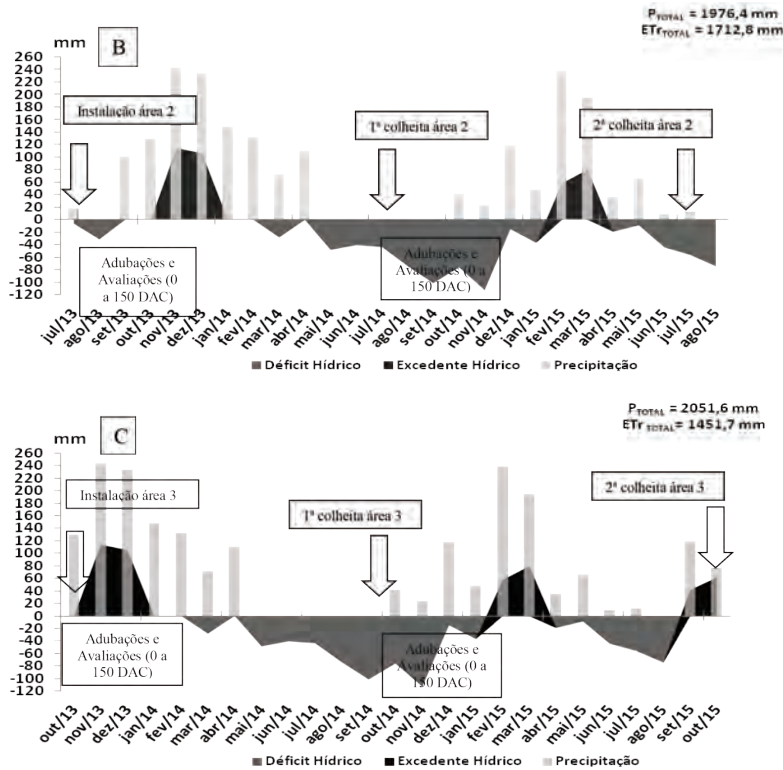 P TOTAL = 1976,4 mm
ETr TOTAL = 1712,8 mm
mm
B
260
240
220
200
180
160
140
120
100
80
60
40
20
0
-20
-40
-60
-80
-100
-120
Instalação área 2
1ª colheita área 2
2ª colheita área 2
Adubações e
Avaliações (0
a 150 DAC)
Adubações e
Avaliações (0
a 150 DAC)
jul/13
ago/13
set/13
out/13
nov/13
dez/13
jan/14
fev/14
mar/14
abr/14
mai/14
jun/14
jul/14
ago/14
set/14
out/14
nov/14
dez/14
jan/15
fev/15
mar/15
abr/15
mai/15
jun/15
jul/15
ago/15
Déficit Hídrico Excedente Hídrico Precipitação
P TOTAL = 2051,6 mm
ETr TOTAL = 1451,7 mm
mm
C
260
240
220
200
180
160
140
120
100
80
60
40
20
0
-20
-40
-60
-80
-100
-120
Instalação área 3
1ª colheita área 3
2ª colheita área 3
Adubações e
Avaliações (0 a
150 DAC)
Adubações e
Avaliações (0 a
150 DAC)
out/13
nov/13
dez/13
jan/14
fev/14
mar/14
abr/14
mai/14
jun/14
jul/14
ago/14
set/14
out/14
nov/14
dez/14
jan/15
fev/15
mar/15
abr/15
mai/15
jun/15
jul/15
ago/15
set/15
out/15
Déficit Hídrico Excedente Hídrico Precipitação